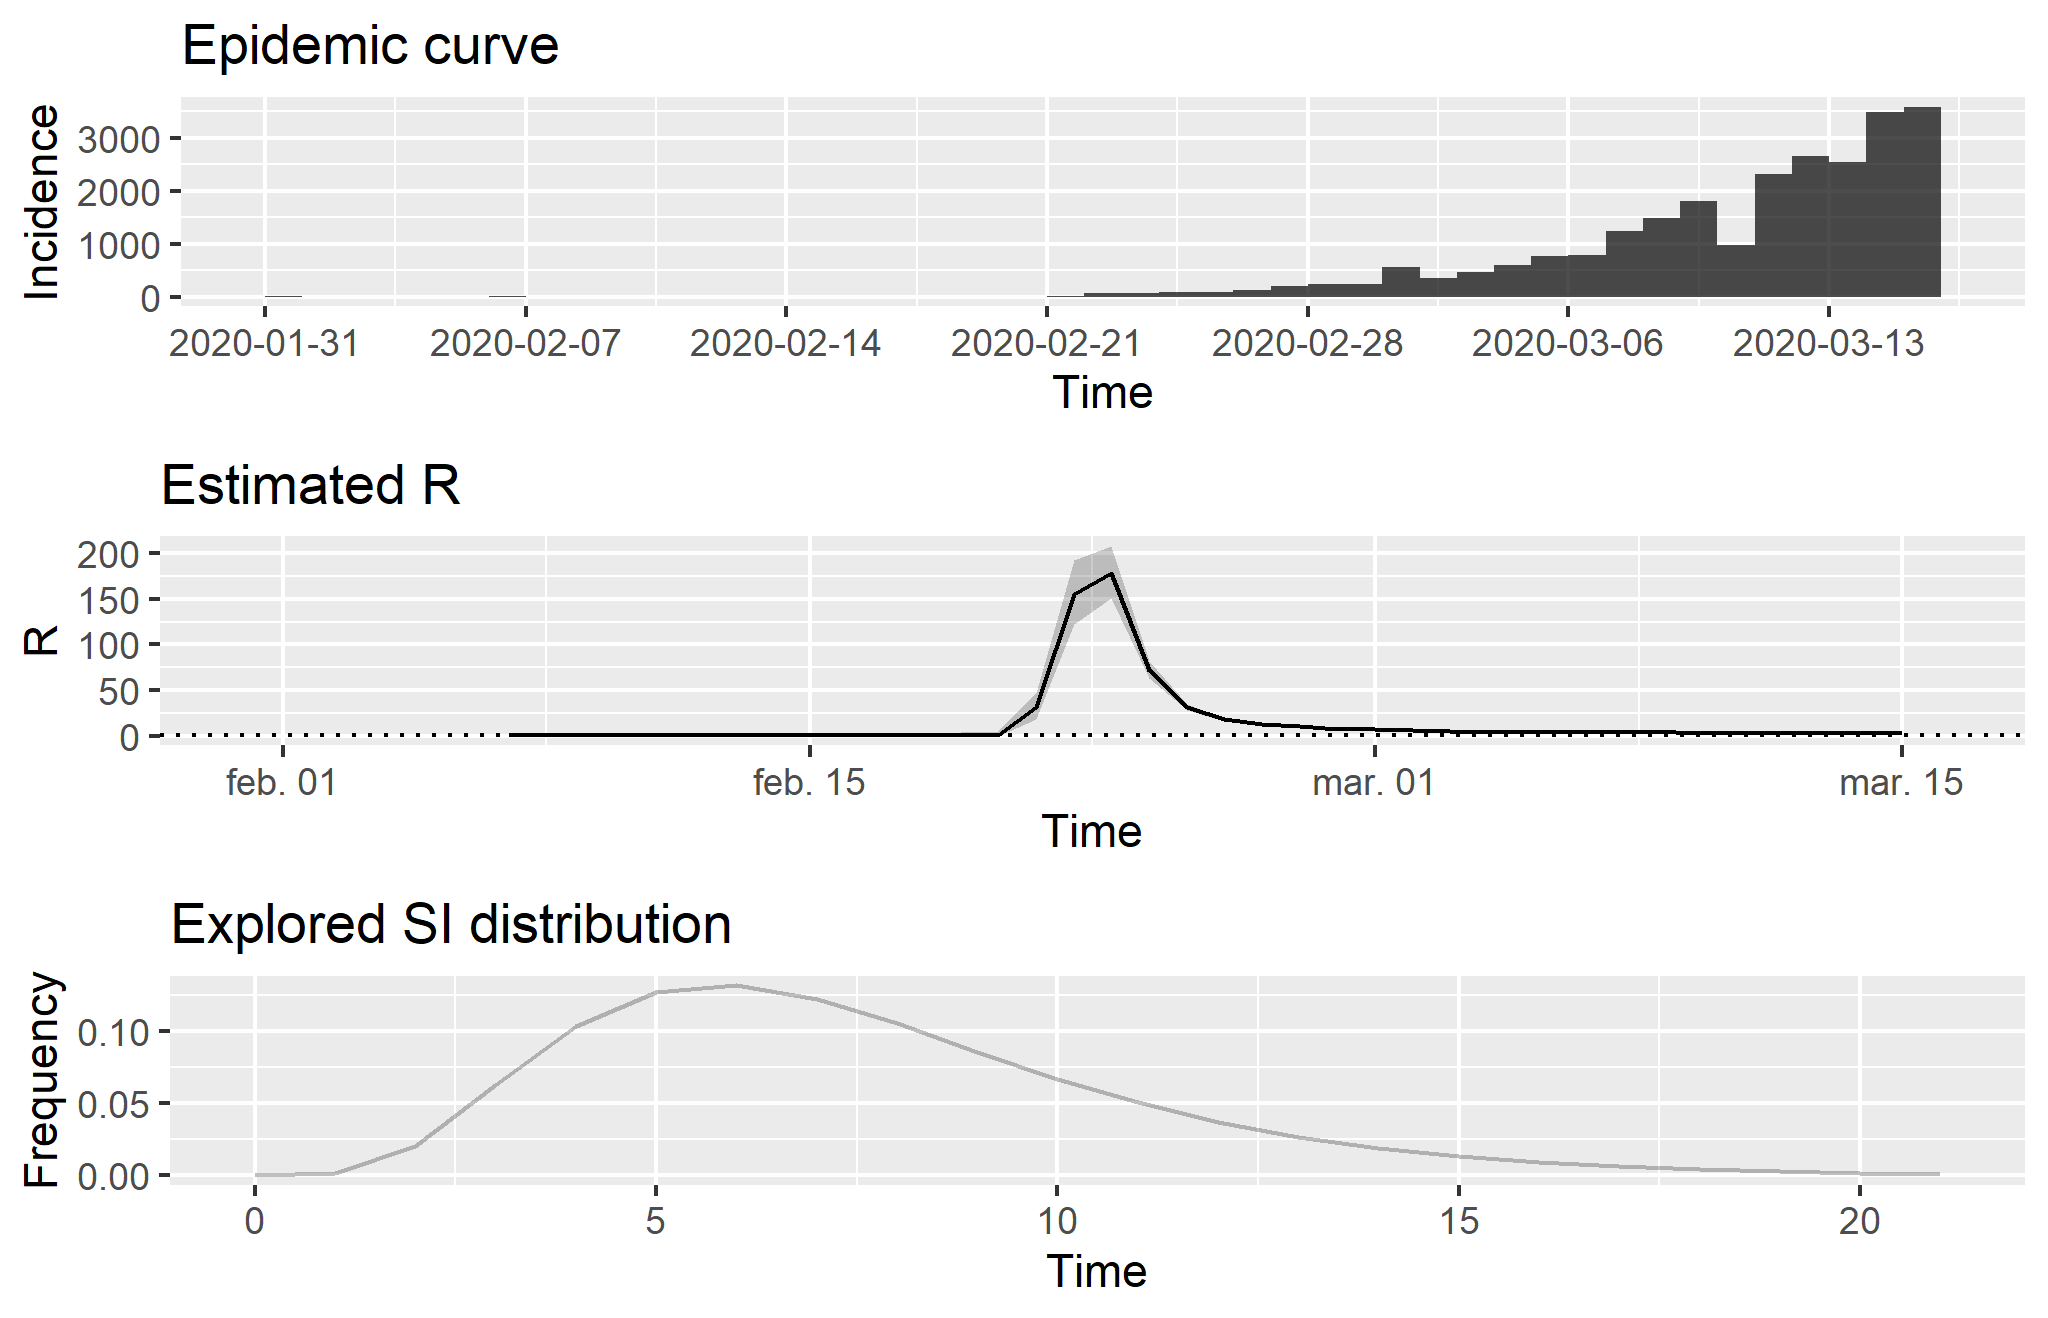 Epidemic curve
Incidence
3000
2000
1000
0
2020-01-31 2020-02-07 2020-02-14 2020-02-21 2020-02-28 2020-03-06 2020-03-13
Time
Estimated R
R
200
150
100
50
0
feb. 01 feb. 15 mar. 01 mar. 15
Time
Explored SI distribution
Frequency
0.10
0.05
0.00
0 5 10 15 20
Time